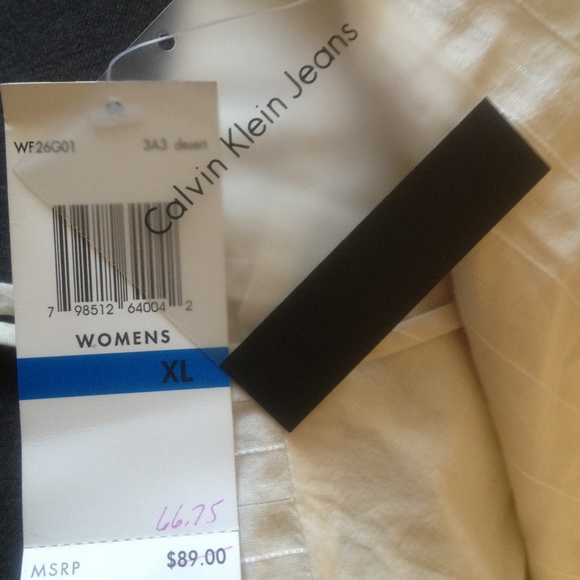 Calvin Klein Jeans
WF26G01 3A3 desert
7 98512 64004 2
WOMENS
XL
66.75
MSRP $89.00